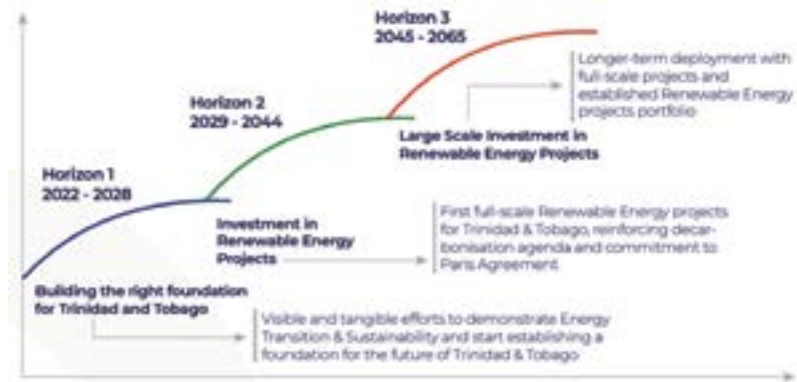 Horizon 3
2045 - 2065
Longer-term deployment with
full-scale projects and
established Renewable Energy
projects portfolio
Horizon 2
2029 - 2044
Large Scale Investment in
Renewable Energy Projects
Horizon 1
2022 - 2028
Investment in
Renewable Energy
Projects
First full-scale Renewable Energy projects
for Trinidad & Tobago, reinforcing decar-
bonisation agenda and commitment to
Paris Agreement
Building the right foundation
for Trinidad and Tobago
Visible and tangible efforts to demonstrate Energy
Transition & Sustainability and start establishing a
foundation for the future of Trinidad & Tobago